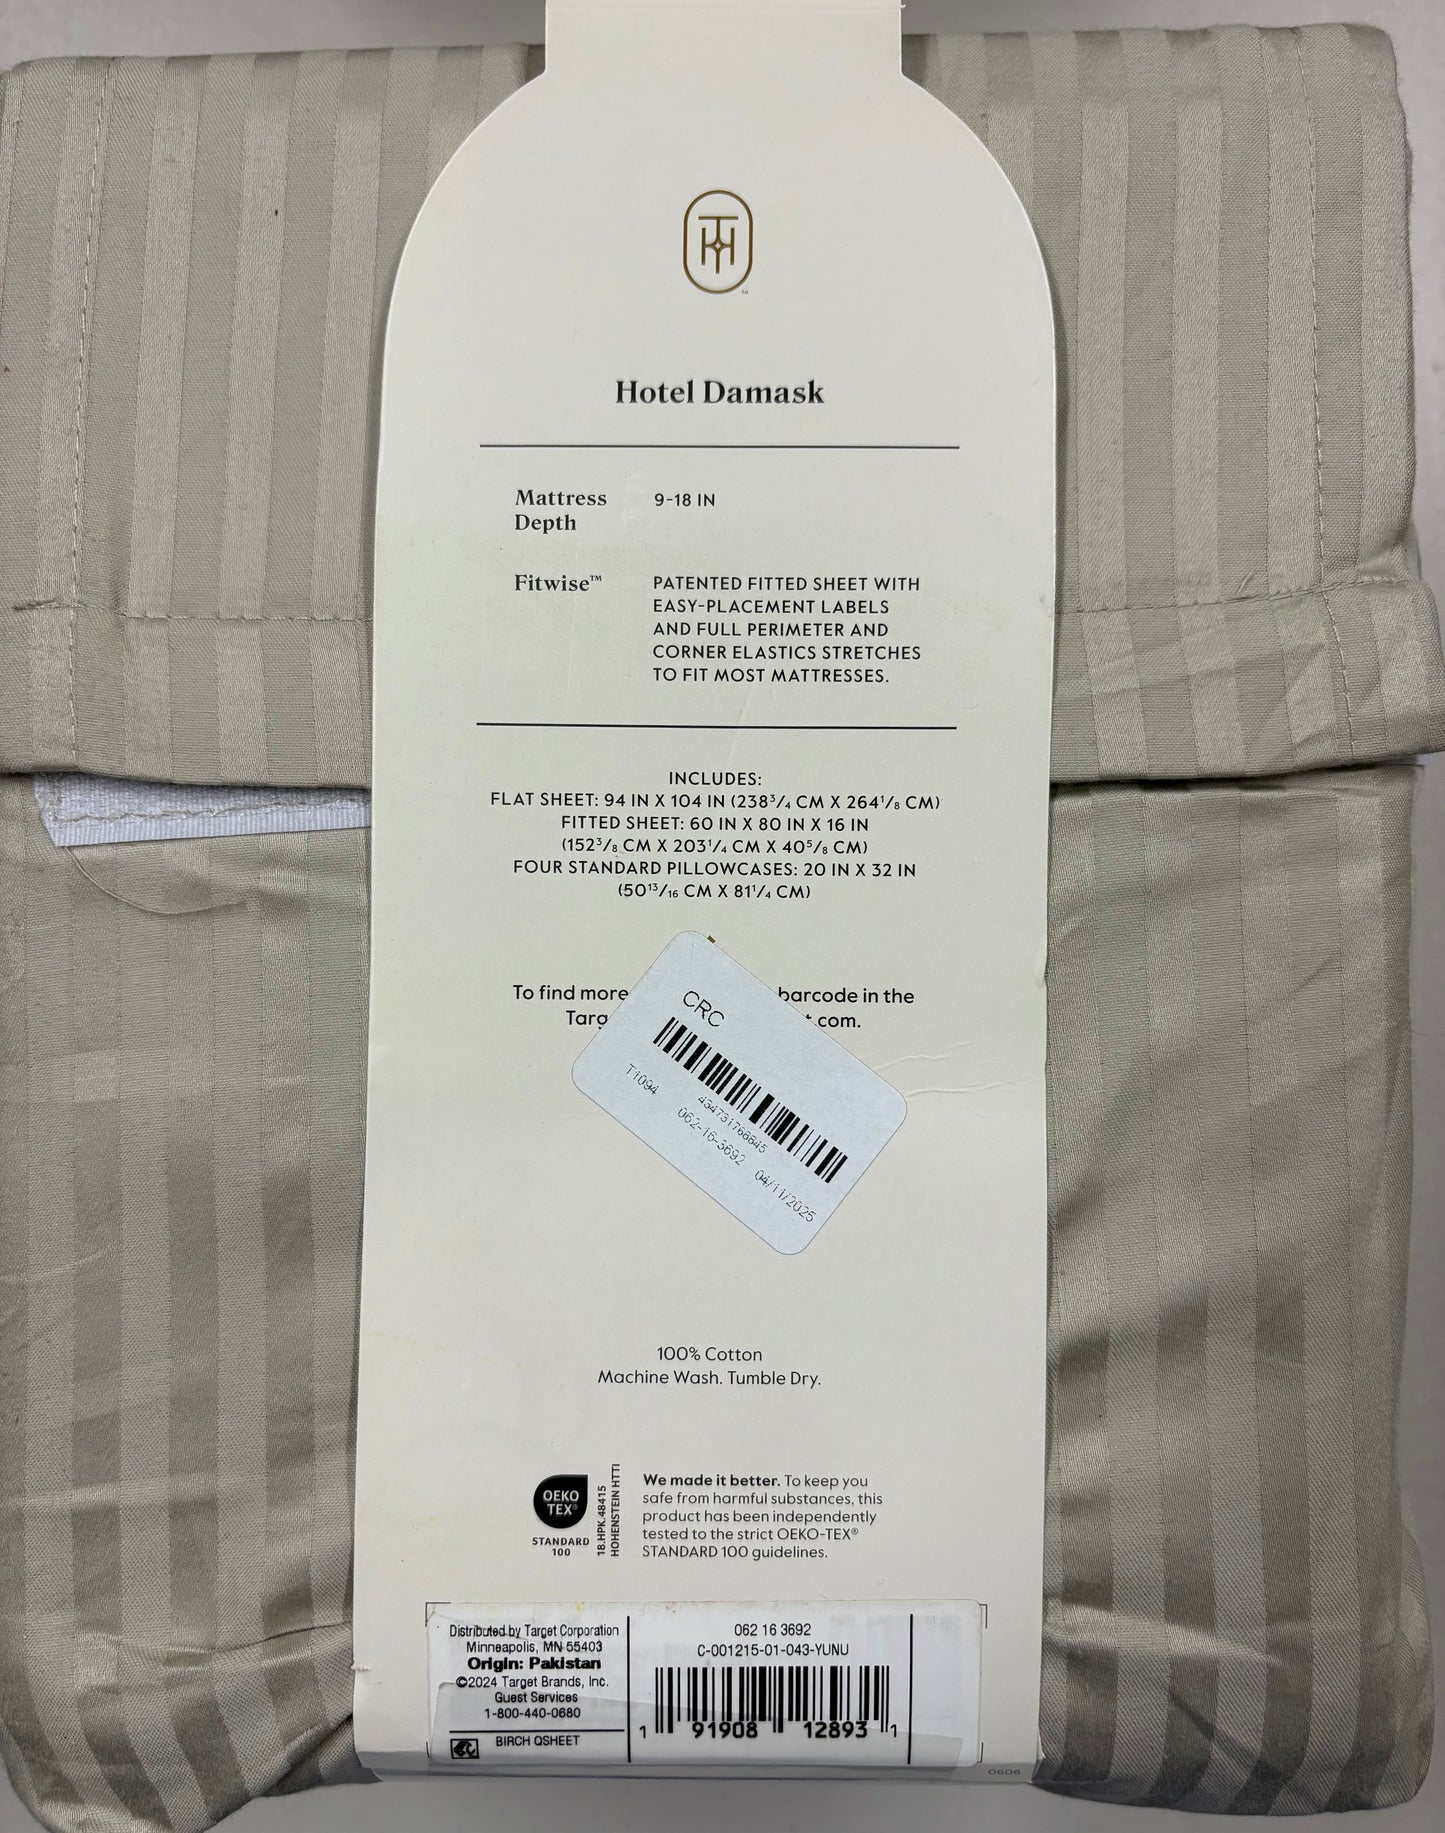 TH
Hotel Damask
Mattress Depth 9-18 IN
Fitwise™ PATENTED FITTED SHEET WITH
EASY-PLACEMENT LABELS
AND FULL PERIMETER AND
CORNER ELASTICS STRETCHES
TO FIT MOST MATTRESSES.
INCLUDES:
FLAT SHEET: 94 IN X 104 IN (238³/₄ CM X 264¹/₈ CM)
FITTED SHEET: 60 IN X 80 IN X 16 IN
(152³/₈ CM X 203¹/₄ CM X 40⁵/₈ CM)
FOUR STANDARD PILLOWCASES: 20 IN X 32 IN
(50¹³/₁₆ CM X 81¹/₄ CM)
To find more barcode in the
Targ t.com.
CRC
434731768645
T1094 062-16-3692 04/11/2025
100% Cotton
Machine Wash. Tumble Dry.
OEKO
TEX®
STANDARD
100
18.HPK.48415
HOHENSTEIN HTTI
We made it better. To keep you
safe from harmful substances, this
product has been independently
tested to the strict OEKO-TEX®
STANDARD 100 guidelines.
Distributed by Target Corporation
Minneapolis, MN 55403
Origin: Pakistan
©2024 Target Brands, Inc.
Guest Services
1-800-440-0680
BIRCH QSHEET
062 16 3692
C-001215-01-043-YUNU
1 91908 12893 1
0606